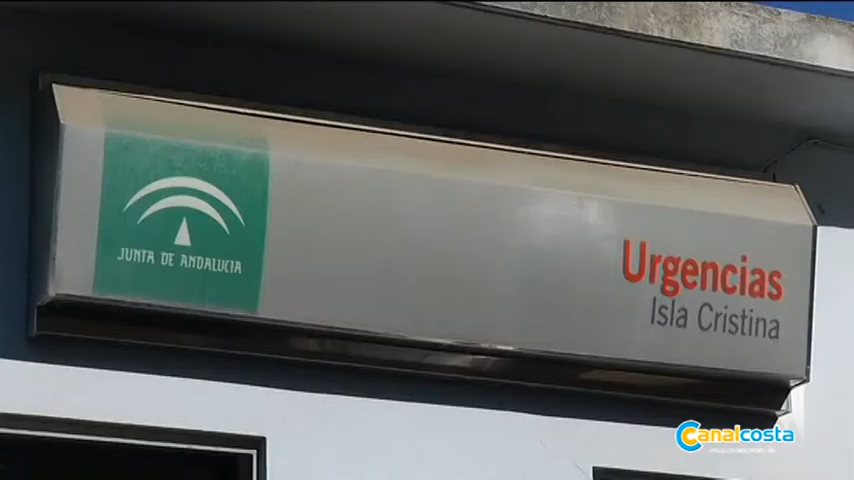 JUNTA DE ANDALUCIA
Urgencias
Isla Cristina
Canalcosta